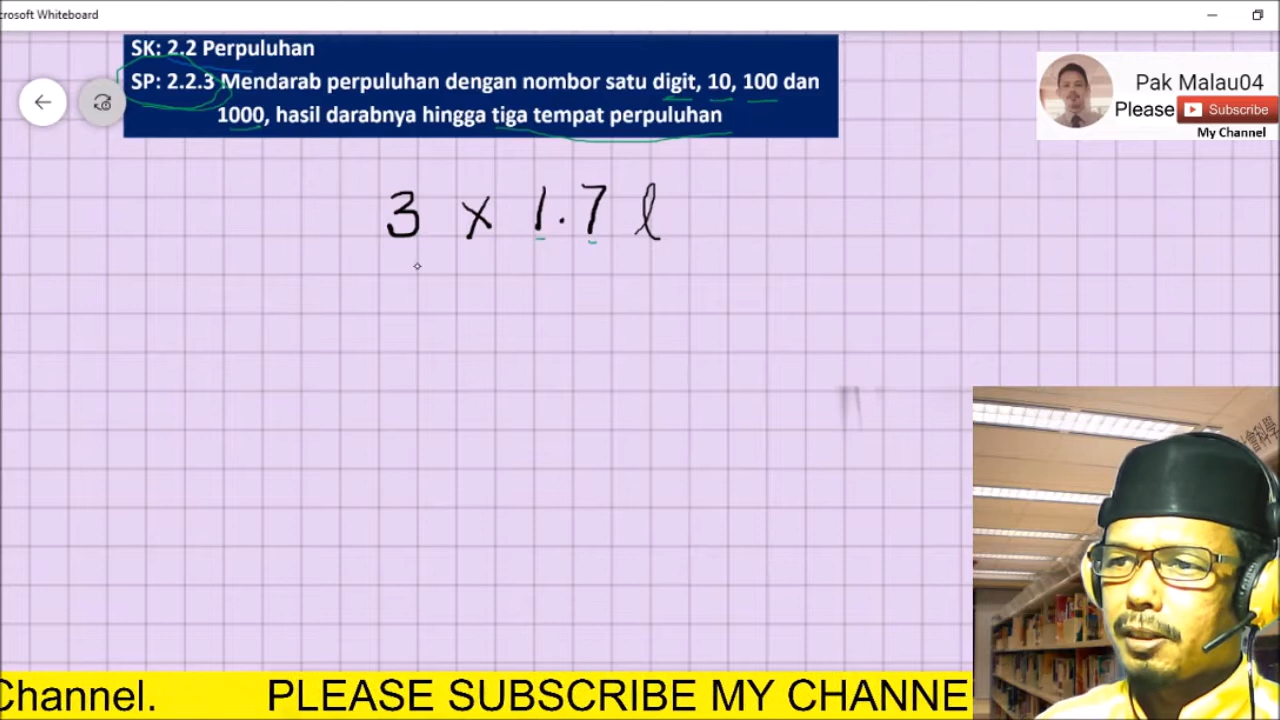 crosoft Whiteboard
SK: 2.2 Perpuluhan
SP: 2.2.3 Mendarab perpuluhan dengan nombor satu digit, 10, 100 dan
1000, hasil darabnya hingga tiga tempat perpuluhan
Pak Malau04
Please Subscribe
My Channel
3 x 1.7 l
Channel. PLEASE SUBSCRIBE MY CHANNE